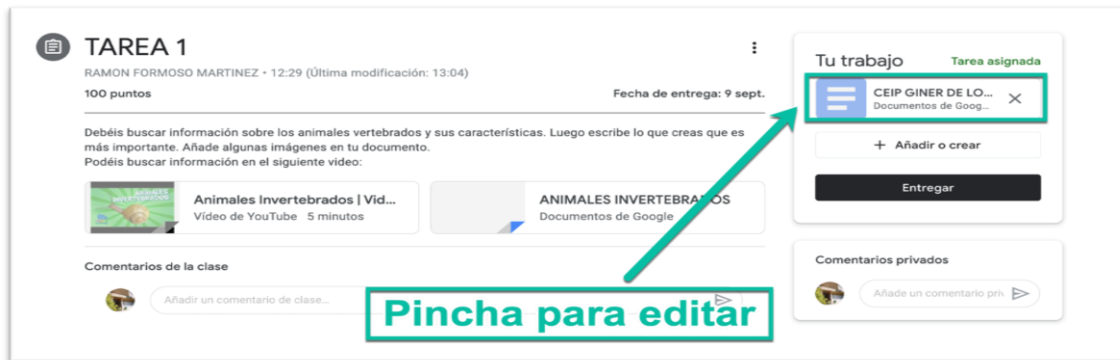 TAREA 1
RAMON FORMOSO MARTINEZ • 12:29 (Última modificación: 13:04)
100 puntos
Fecha de entrega: 9 sept.
Debéis buscar información sobre los animales vertebrados y sus características. Luego escribe lo que creas que es
más importante. Añade algunas imágenes en tu documento.
Podéis buscar información en el siguiente video:
ANIMALES
INVERTEBRADOS
Animales Invertebrados | Vid...
Vídeo de YouTube 5 minutos
ANIMALES INVERTEBRADOS
Documentos de Google
Comentarios de la clase
Añadir un comentario de clase...
Pincha para editar
Tu trabajo
Tarea asignada
CEIP GINER DE LO...
Documentos de Goog...
+ Añadir o crear
Entregar
Comentarios privados
Añade un comentario priv